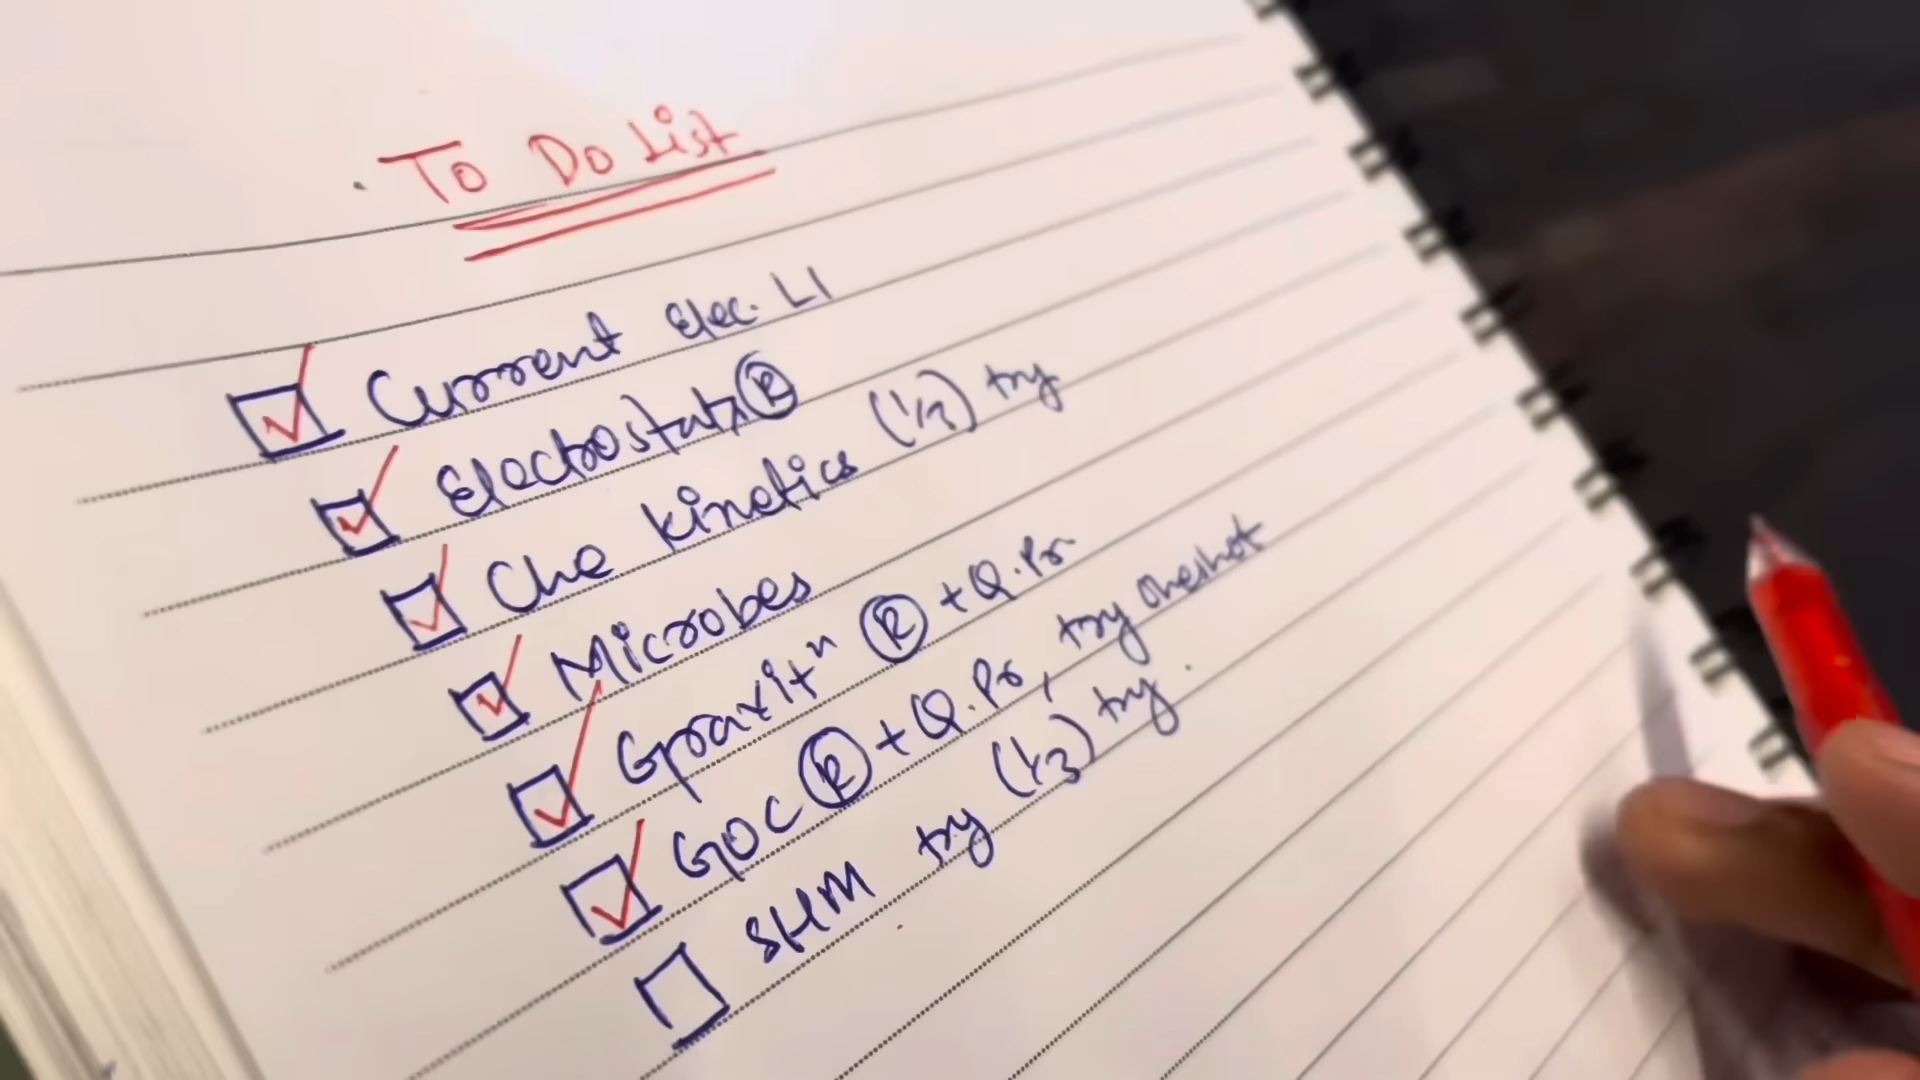 To Do List
Current Elec. L1
Electrostatx Ⓡ
Che kinetics (1/3) try
Microbes
Gravitⁿ Ⓡ + Q.Pr
GOC Ⓡ + Q.Pr, try Oneshot
SHM try (1/3) try.